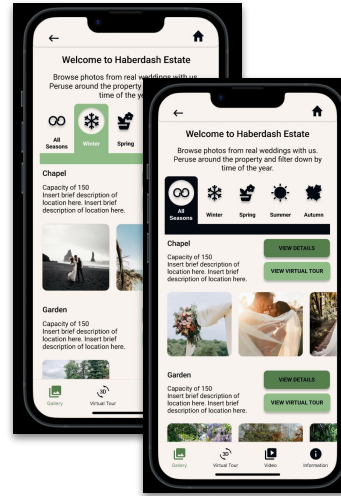 Welcome to Haberdash Estate
Browse photos from real weddings with us.
Peruse around the property
time of the ye
All
Seasons
Winter
Spring
Chapel
Capacity of 150
Insert brief description of
location here. Insert brief
description of location here.
Garden
Capacity of 150
Insert brief description of
location here. Insert brief
description of location here.
Gallery
3D
Virtual Tour
Welcome to Haberdash Estate
Browse photos from real weddings with us.
Peruse around the property and filter down by
time of the year.
All
Seasons
Winter
Spring
Summer
Autumn
Chapel
VIEW DETAILS
Capacity of 150
Insert brief description of
location here. Insert brief
description of location here.
VIEW VIRTUAL TOUR
Garden
VIEW DETAILS
Capacity of 150
Insert brief description of
location here. Insert brief
description of location here.
VIEW VIRTUAL TOUR
Gallery
3D
Virtual Tour
Video
Information